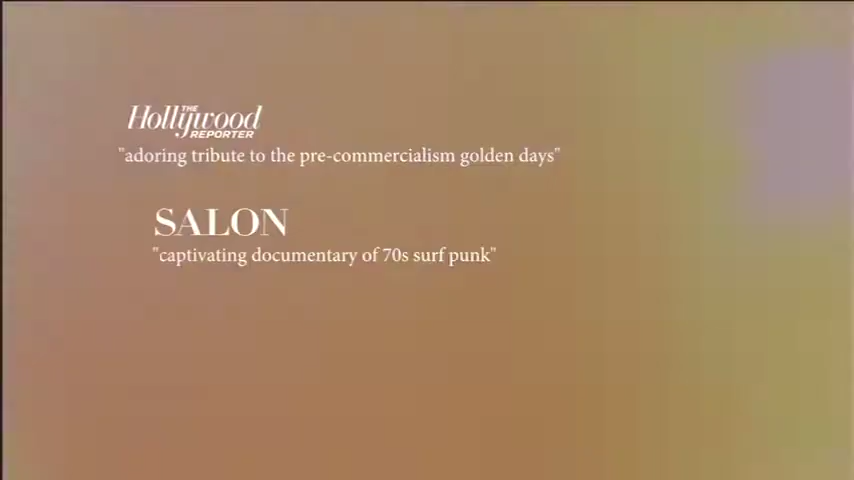 THE
Hollywood
REPORTER
"adoring tribute to the pre-commercialism golden days"
SALON
"captivating documentary of 70s surf punk"